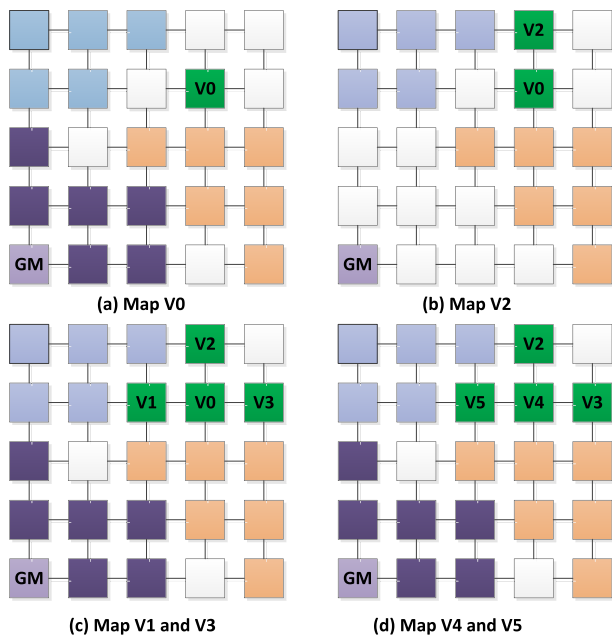 V0
GM
(a) Map V0
V2
V0
GM
(b) Map V2
V2
V1 V0 V3
GM
(c) Map V1 and V3
V2
V5 V4 V3
GM
(d) Map V4 and V5